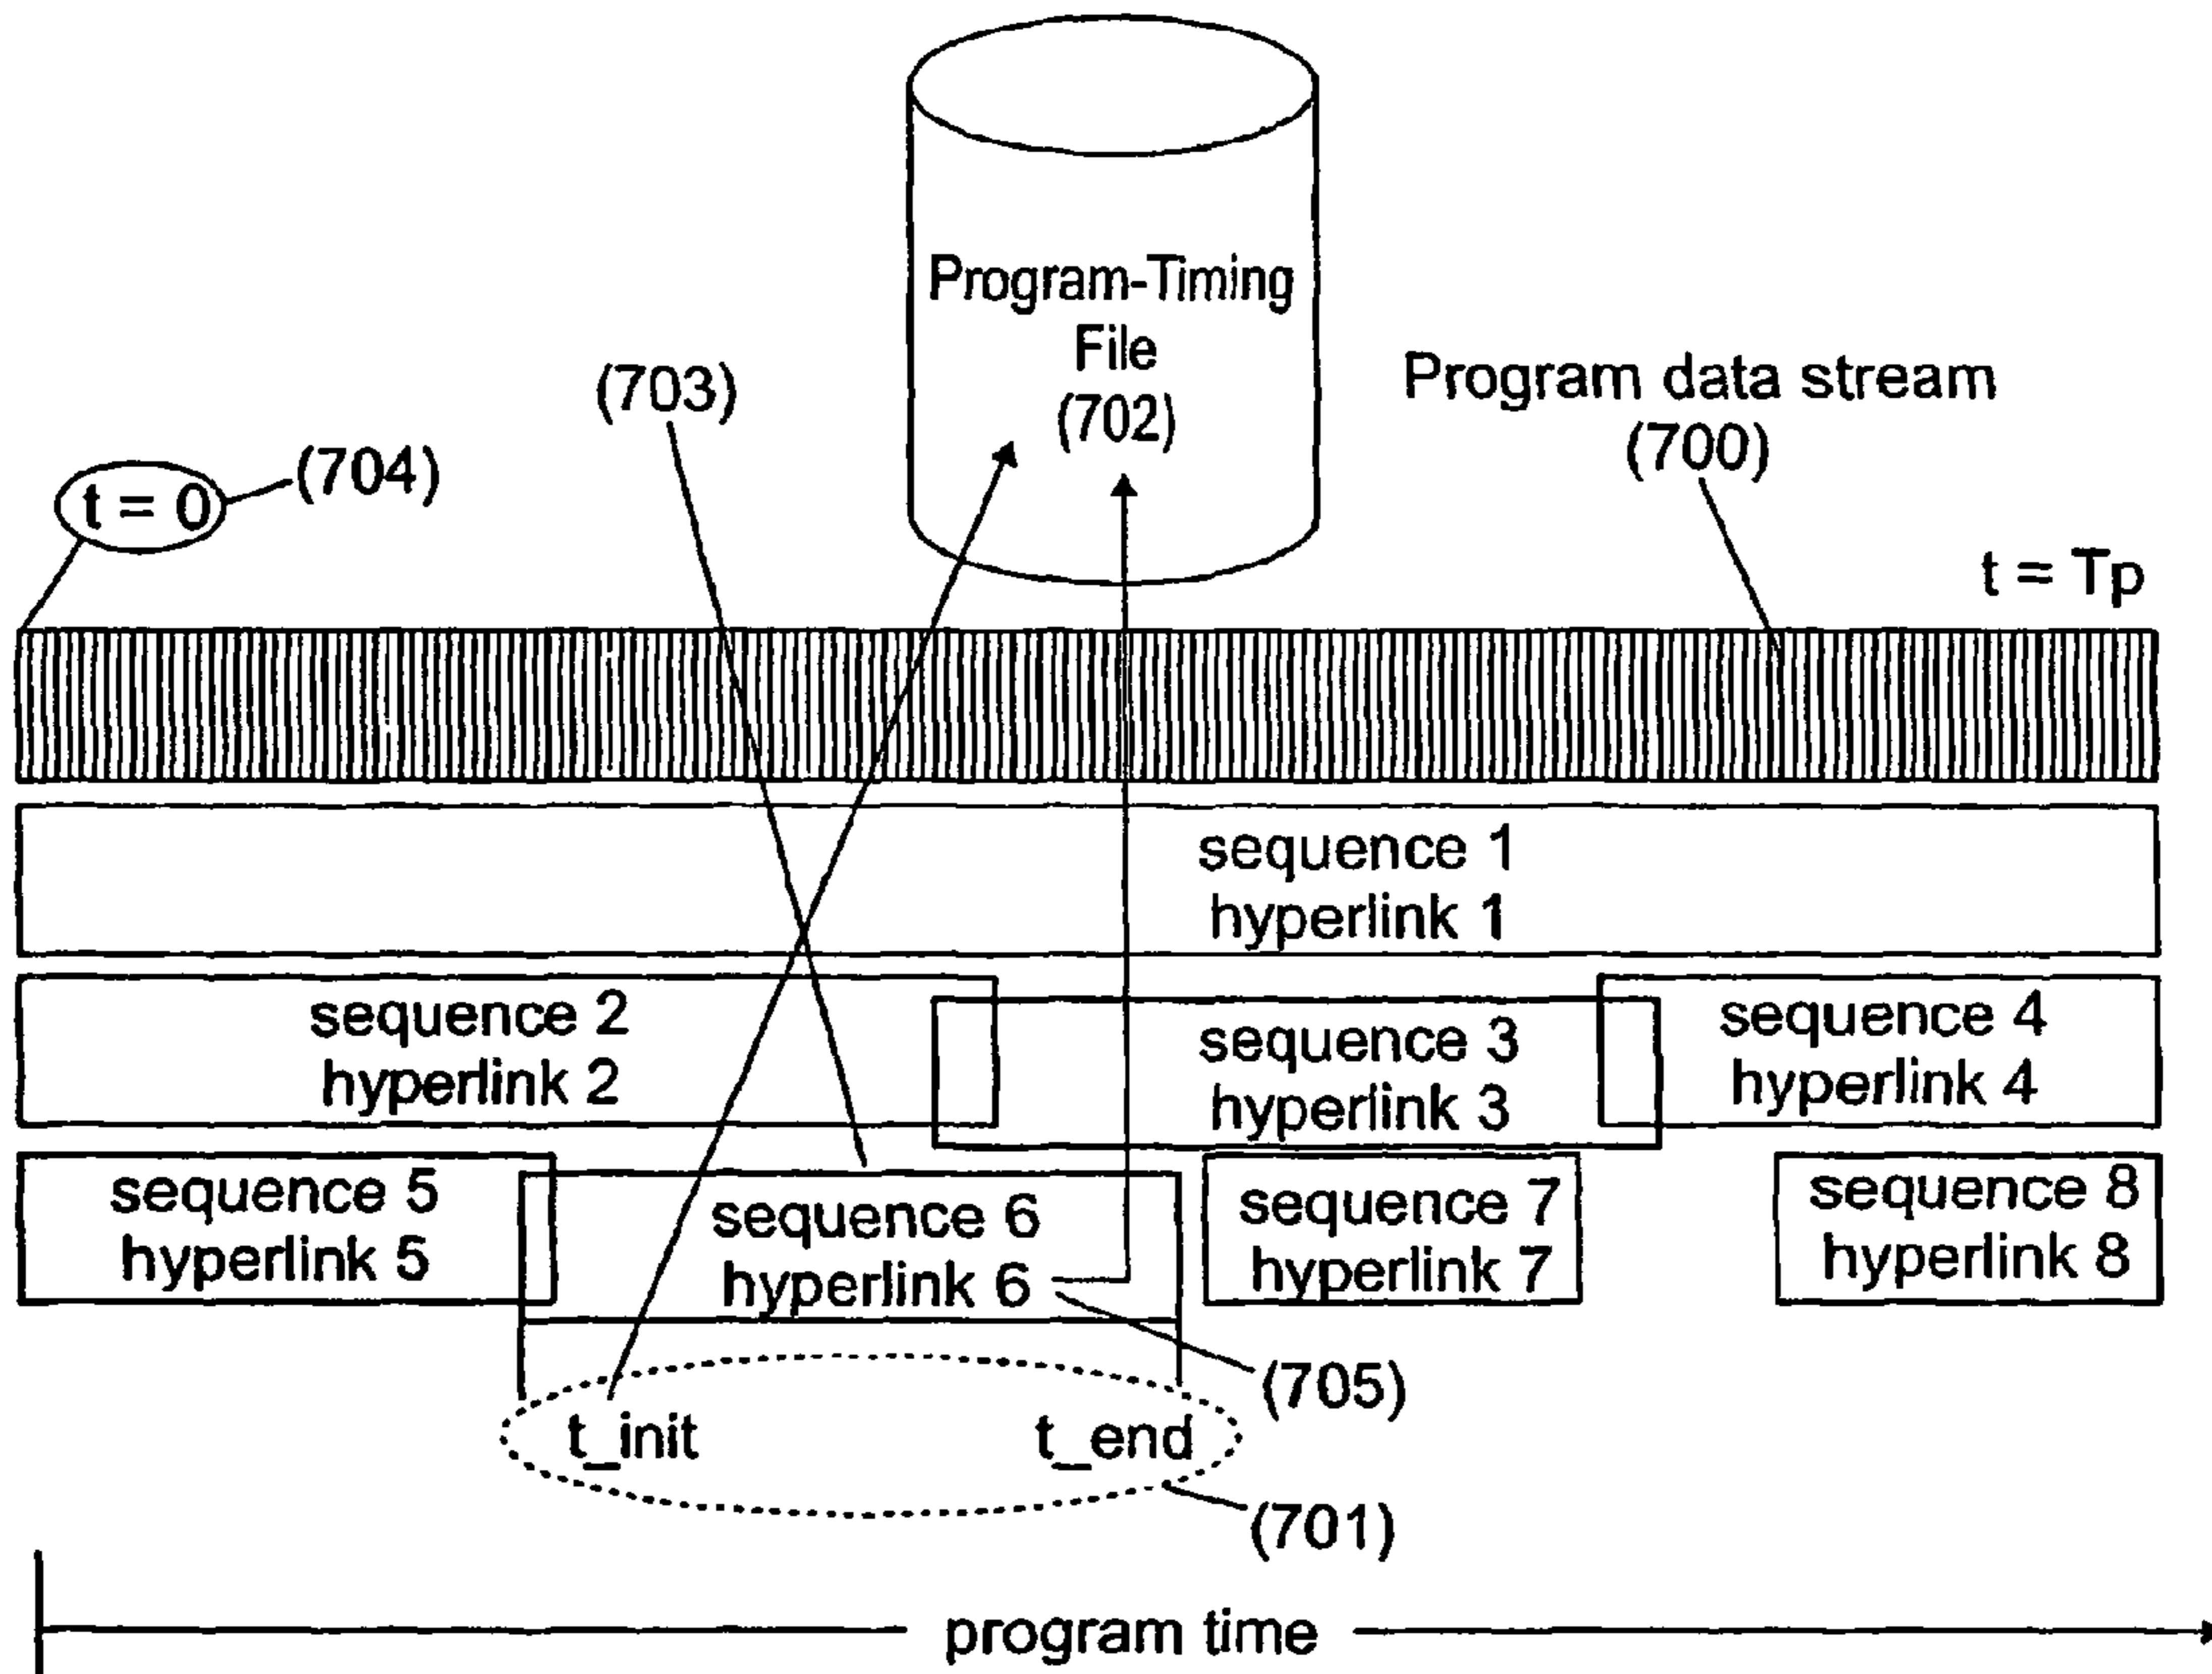 Program-Timing
File
(702)
(703)
Program data stream
(700)
t = 0
(704)
t = Tp
sequence 1
hyperlink 1
sequence 2
hyperlink 2
sequence 3
hyperlink 3
sequence 4
hyperlink 4
sequence 5
hyperlink 5
sequence 6
hyperlink 6
sequence 7
hyperlink 7
sequence 8
hyperlink 8
(705)
t_init
t_end
(701)
program time